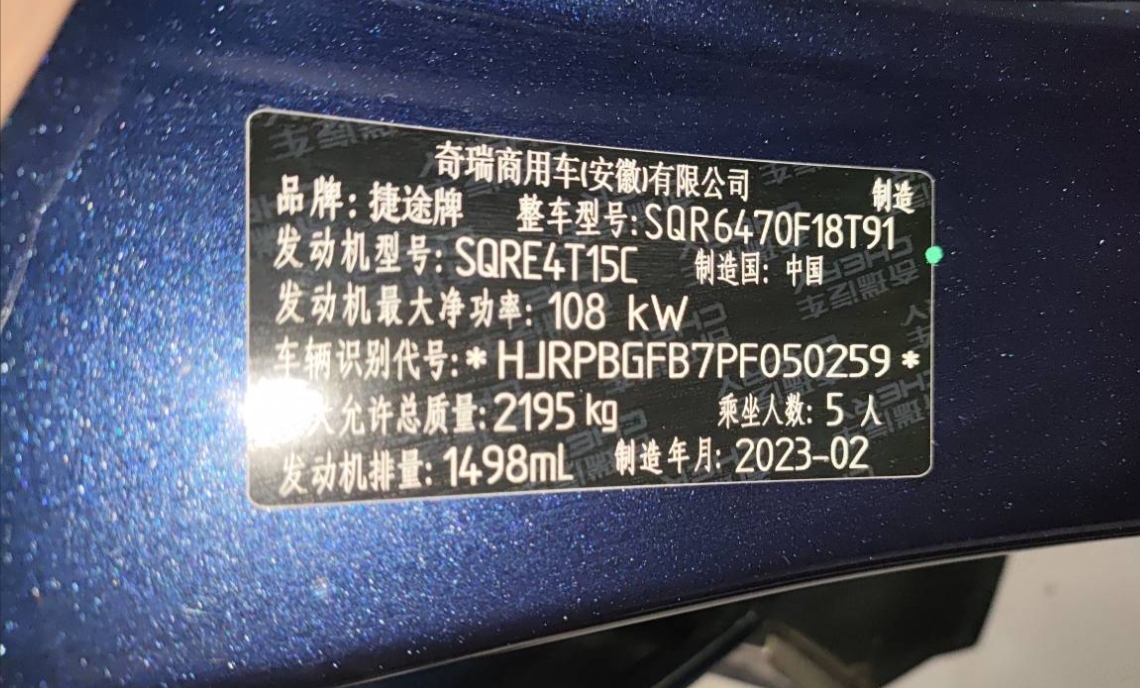 奇瑞商用车(安徽)有限公司 制造
品牌: 捷途牌 整车型号: SQR6470F18T91
发动机型号: SQRE4T15C 制造国: 中国
发动机最大净功率: 108 kW
车辆识别代号:* HJRPBGFB7PF050259 *
大允许总质量: 2195 kg 乘坐人数: 5 人
发动机排量: 1498mL 制造年月: 2023-02